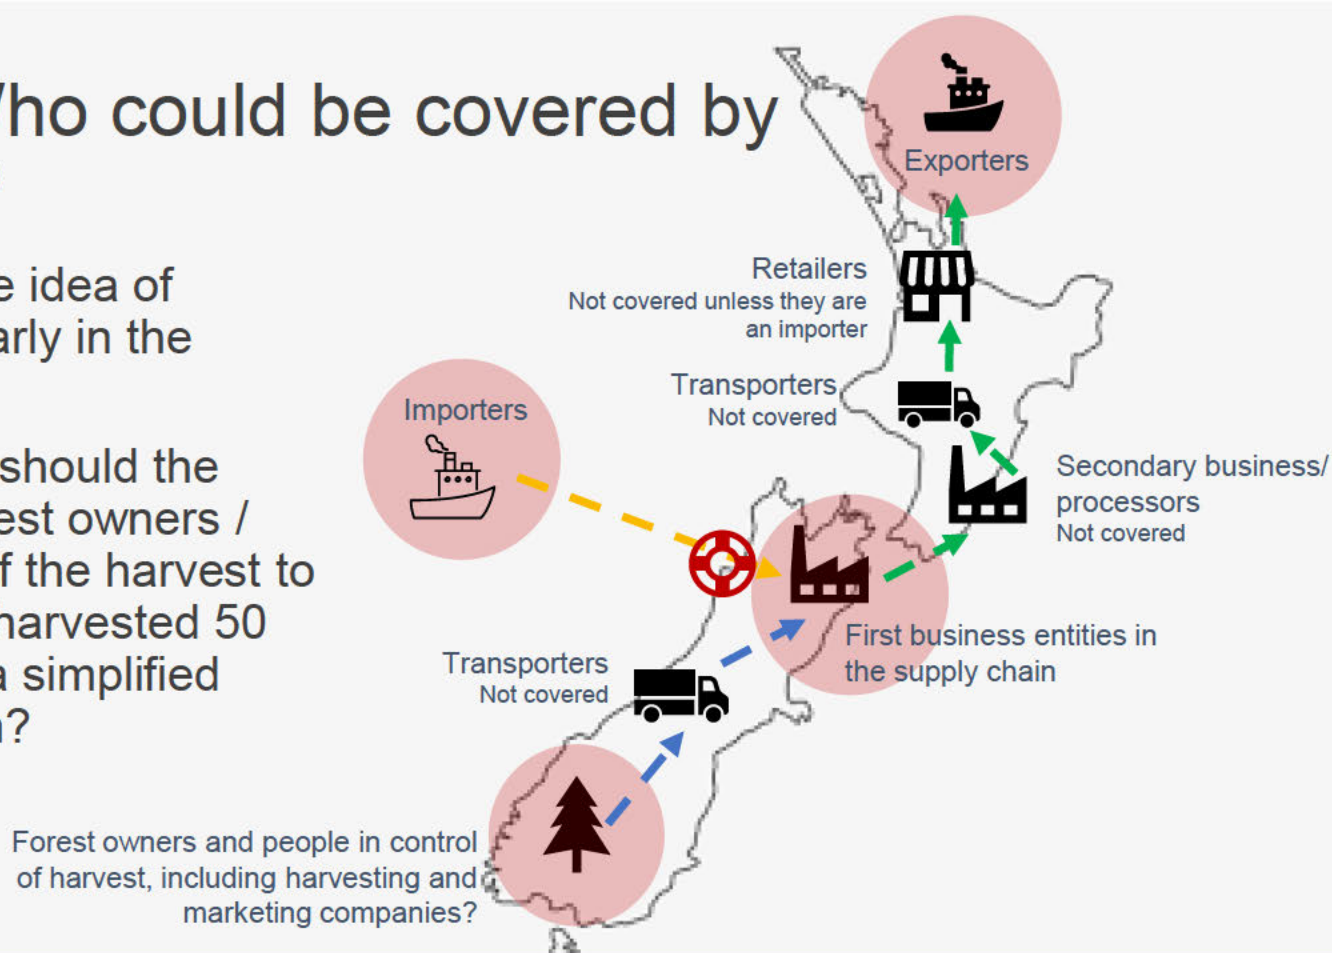 ho could be covered by
e idea of
arly in the
should the
est owners /
f the harvest to
harvested 50
a simplified
?
Exporters
Retailers
Not covered unless they are
an importer
Transporters
Not covered
Importers
Secondary business/
processors
Not covered
First business entities in
the supply chain
Transporters
Not covered
Forest owners and people in control
of harvest, including harvesting and
marketing companies?